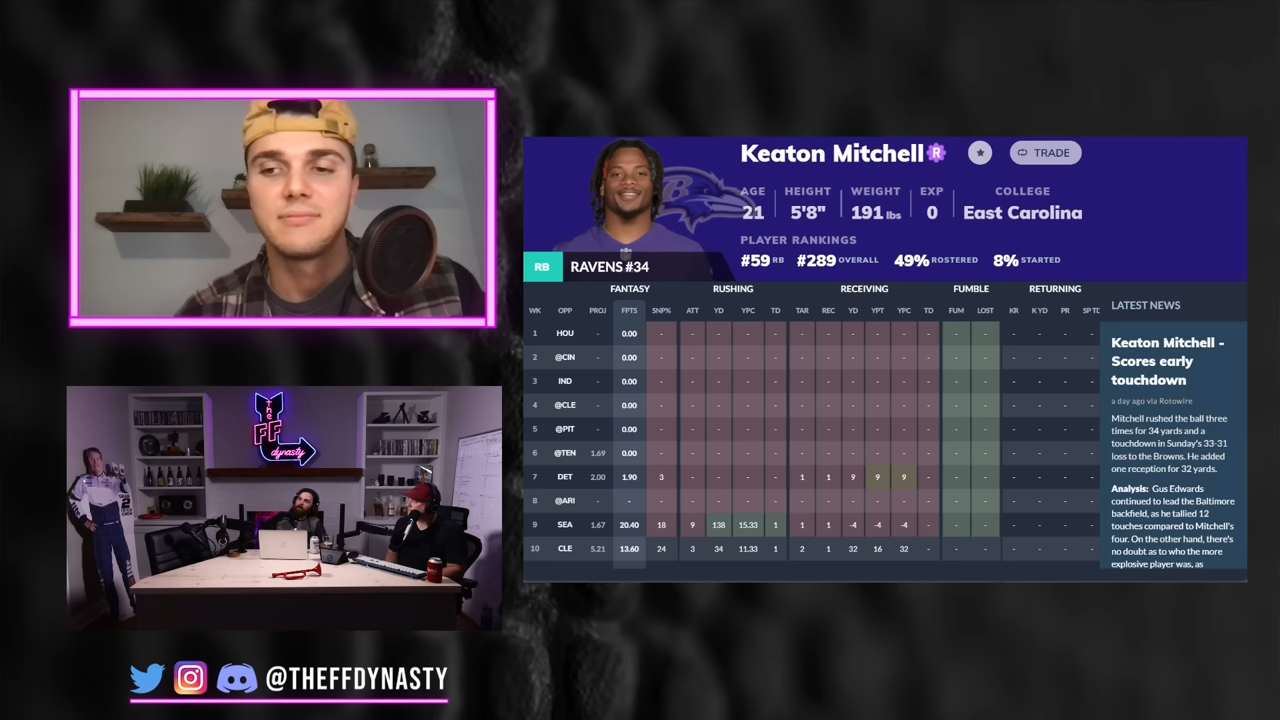 Keaton Mitchell R
TRADE
AGE HEIGHT WEIGHT EXP COLLEGE
21 5'8" 191 lbs 0 East Carolina
PLAYER RANKINGS
#59 RB #289 OVERALL 49% ROSTERED 8% STARTED
RB RAVENS #34
FANTASY RUSHING RECEIVING FUMBLE RETURNING
WK OPP PROJ FPTS SNP% ATT YD YPC TD TAR REC YD YPT YPC TD FUM LOST KR KYD PR SP TD
1 HOU - 0.00 - - - - - - - - - - - - - - - - -
2 @CIN - 0.00 - - - - - - - - - - - - - - - - -
3 IND - 0.00 - - - - - - - - - - - - - - - - -
4 @CLE - 0.00 - - - - - - - - - - - - - - - - -
5 @PIT - 0.00 - - - - - - - - - - - - - - - - -
6 @TEN 1.69 0.00 - - - - - - - - - - - - - - - - -
7 DET 2.00 1.90 3 - - - - 1 1 9 9 9 - - - - - - -
8 @ARI - - - - - - - - - - - - - - - - - - -
9 SEA 1.67 20.40 18 9 138 15.33 1 1 1 -4 -4 -4 - - - - - - -
10 CLE 5.21 13.60 24 3 34 11.33 1 2 1 32 16 32 - - - - - - -
LATEST NEWS
Keaton Mitchell -
Scores early
touchdown
a day ago via Rotowire
Mitchell rushed the ball three
times for 34 yards and a
touchdown in Sunday's 33-31
loss to the Browns. He added
one reception for 32 yards.
Analysis: Gus Edwards
continued to lead the Baltimore
backfield, as he tallied 12
touches compared to Mitchell's
four. On the other hand, there's
no doubt as to who the more
explosive player was, as
the
FF
dynasty
@THEFFDYNASTY